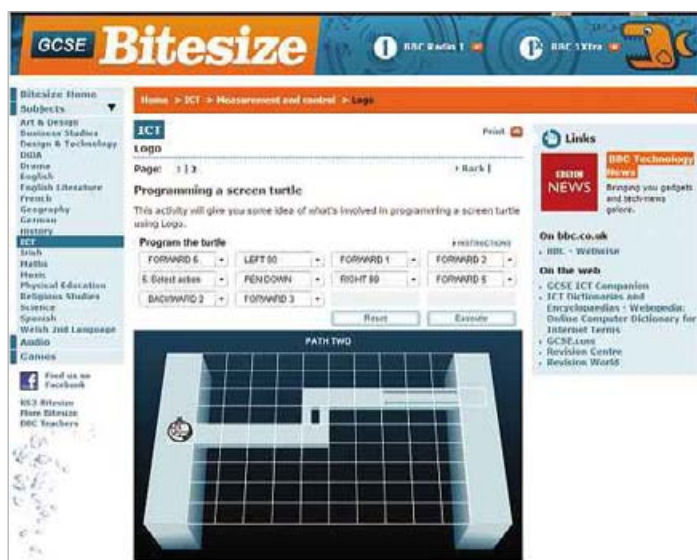 GCSE Bitesize
BBC Radio 1
BBC 1Xtra
Bitesize Home
Subjects
Art & Design
Business Studies
Design & Technology
DIDA
Drama
English
English Literature
French
Geography
German
History
ICT
Irish
Maths
Music
Physical Education
Religious Studies
Science
Spanish
Welsh 2nd Language
Audio
Games
Find us on
Facebook
KS3 Bitesize
More Bitesize
BBC Teachers
Home > ICT > Measurement and control > Logo
ICT
Print
Logo
Page: 1 | 2
Back |
Programming a screen turtle
This activity will give you some idea of what's involved in programming a screen turtle
using Logo.
Program the turtle
INSTRUCTIONS
LEFT 90
FORWARD 1
FORWARD 2
PEN DOWN
RIGHT 90
BACKWARD 2
FORWARD 3
Reset
Execute
PATH TWO
Links
NEWS
BBC Technology
News
Bringing you gadgets
and tech-news
galore.
On bbc.co.uk
BBC - Webwise
On the web
GCSE ICT Companion
ICT Dictionaries and
Encyclopaedias - Webopedia:
Online Computer Dictionary for
Internet Terms
GCSE.com
Revision Centre
Revision World